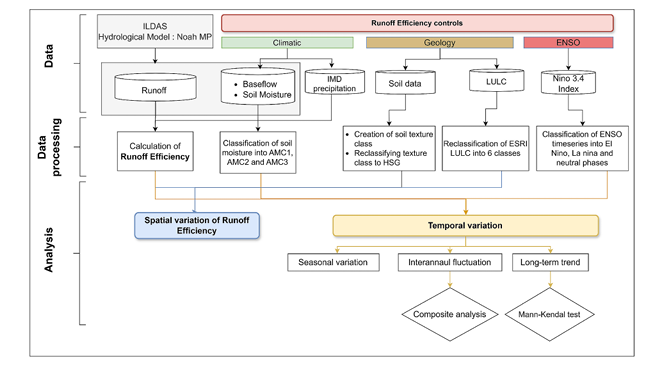 ILDAS
Hydrological Model : Noah MP
Runoff Efficiency controls
Climatic
Geology
ENSO
Data
Runoff
Baseflow
Soil Moisture
IMD
precipitation
Soil data
LULC
Nino 3.4
Index
Data
processing
Calculation of
Runoff Efficiency
Classification of soil
moisture into AMC1,
AMC2 and AMC3
Creation of soil texture
class
Reclassifying texture
class to HSG
Reclassification of ESRI
LULC into 6 classes
Classification of ENSO
timeseries into El
Nino, La nina and
neutral phases
Analysis
Spatial variation of Runoff
Efficiency
Temporal variation
Seasonal variation
Interannaul fluctuation
Long-term trend
Composite analysis
Mann-Kendal test